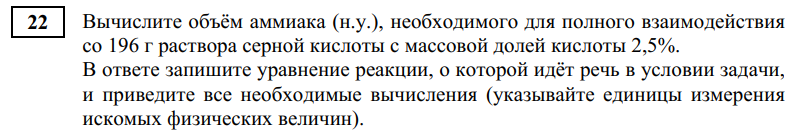 22 Вычислите объём аммиака (н.у.), необходимого для полного взаимодействия
со 196 г раствора серной кислоты с массовой долей кислоты 2,5%.
В ответе запишите уравнение реакции, о которой идёт речь в условии задачи,
и приведите все необходимые вычисления (указывайте единицы измерения
искомых физических величин).